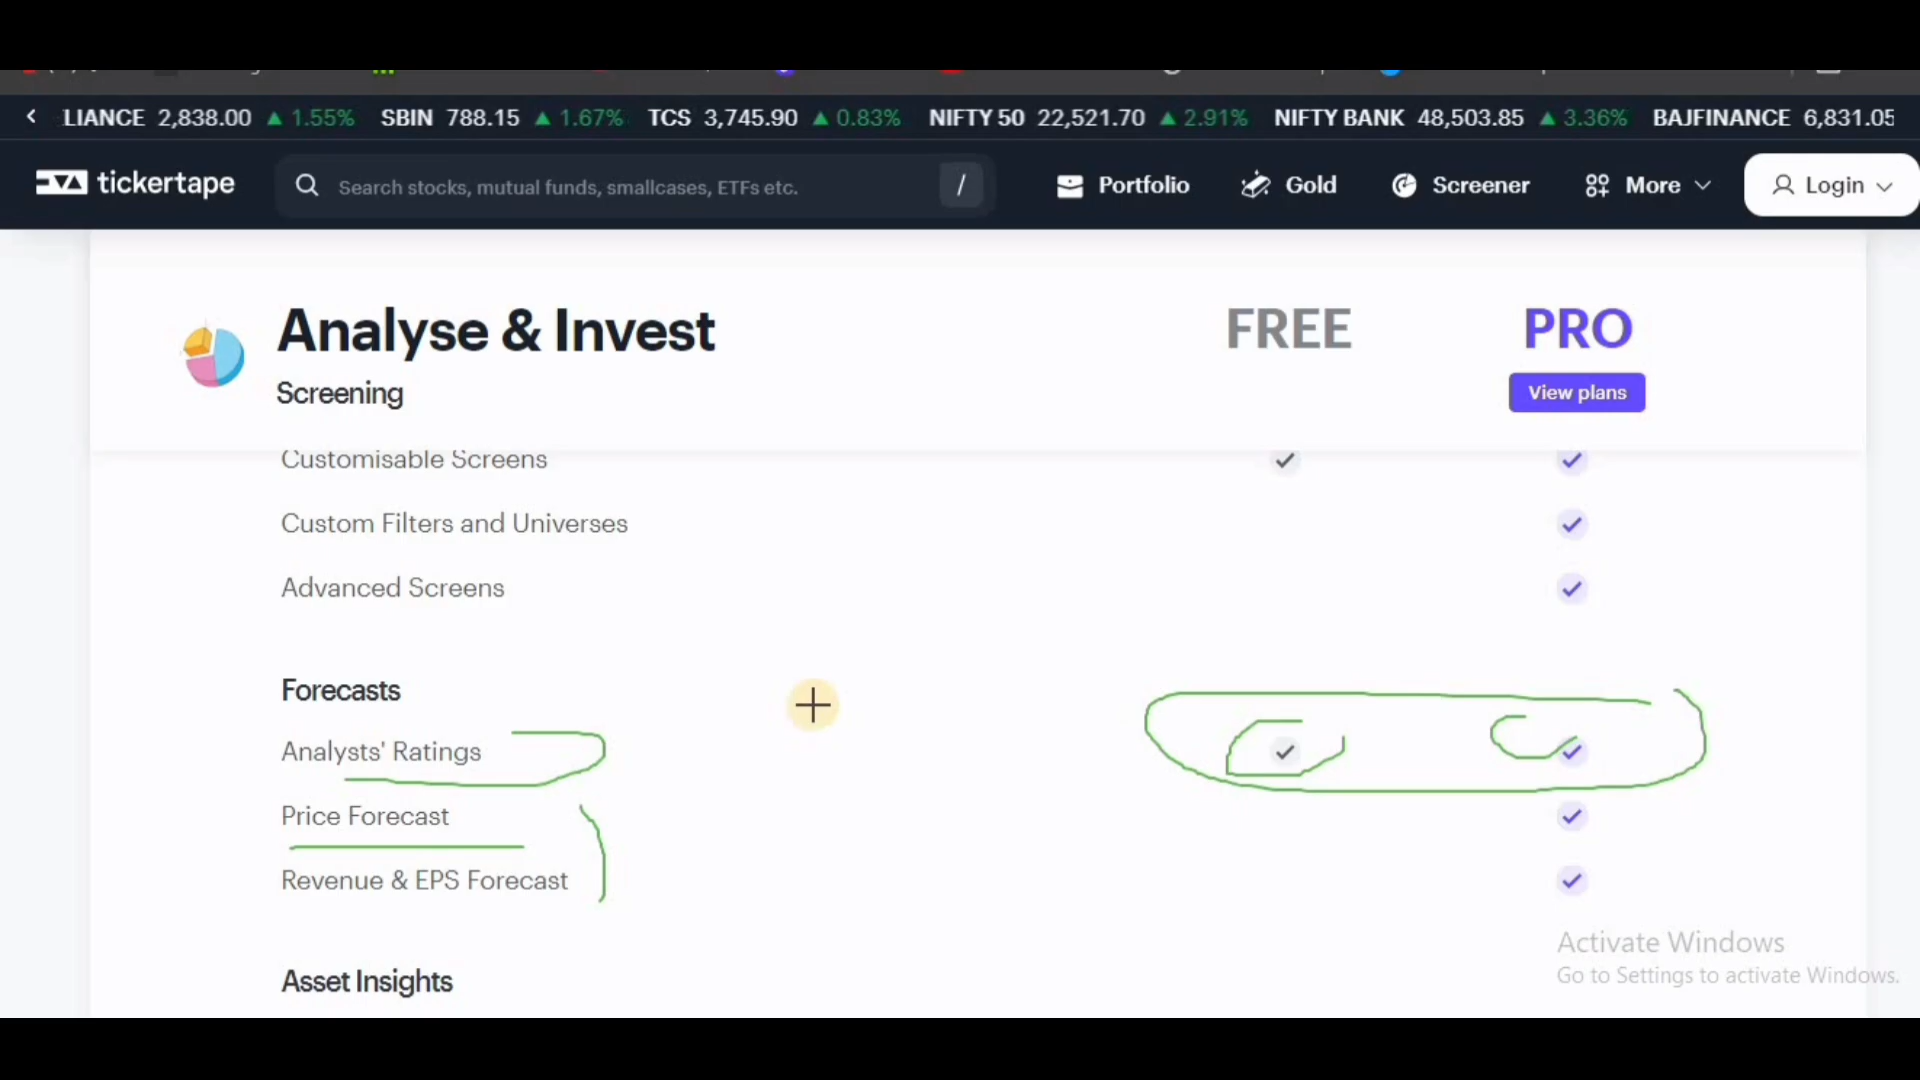 LIANCE 2,838.00 ▲ 1.55% SBIN 788.15 ▲ 1.67% TCS 3,745.90 ▲ 0.83% NIFTY 50 22,521.70 ▲ 2.91% NIFTY BANK 48,503.85 ▲ 3.36% BAJFINANCE 6,831.05
tickertape Search stocks, mutual funds, smallcases, ETFs etc. / Portfolio Gold Screener More Login
Analyse & Invest FREE PRO
Screening View plans
Customisable Screens
Custom Filters and Universes
Advanced Screens
Forecasts
Analysts' Ratings
Price Forecast
Revenue & EPS Forecast
Activate Windows
Go to Settings to activate Windows.
Asset Insights